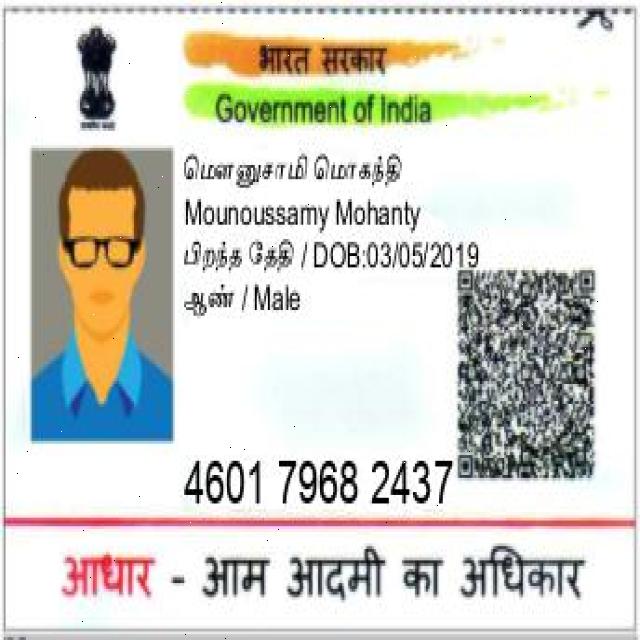 भारत सरकार
Government of India
மௌனுசாமி மொகந்தி
Mounoussamy Mohanty
பிறந்த தேதி / DOB:03/05/2019
ஆண் / Male
4601 7968 2437
आधार - आम आदमी का अधिकार